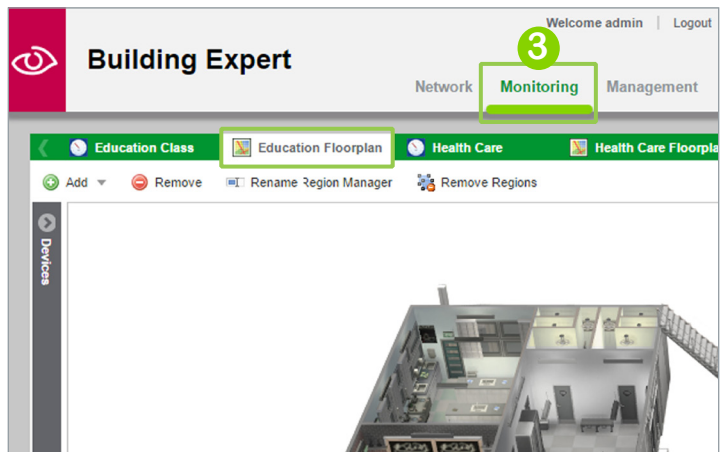 Welcome admin | Logout
3
Building Expert
Network Monitoring Management
Education Class Education Floorplan Health Care Health Care Floorpla
Add Remove Rename Region Manager Remove Regions
Devices